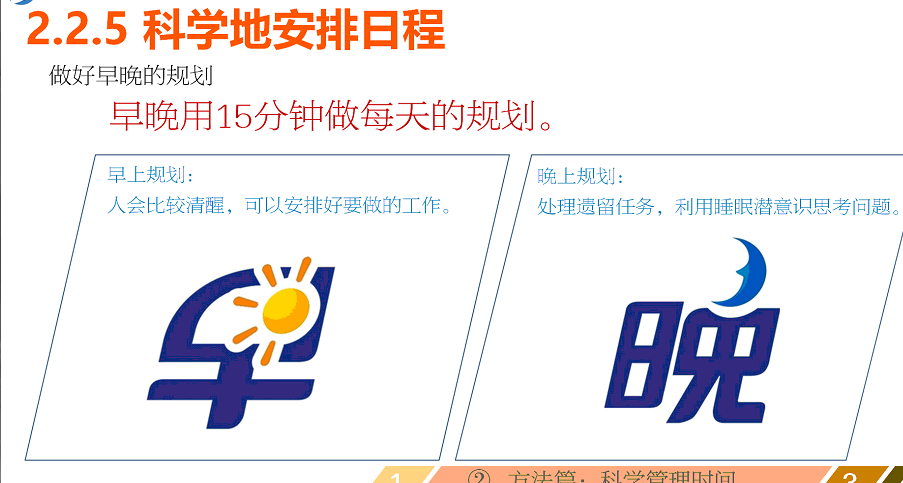 2.2.5 科学地安排日程
做好早晚的规划
早晚用15分钟做每天的规划。
早上规划：
人会比较清醒，可以安排好要做的工作。
晚上规划：
处理遗留任务，利用睡眠潜意识思考问题。
早
晚
1
② 方法篇：科学管理时间
3